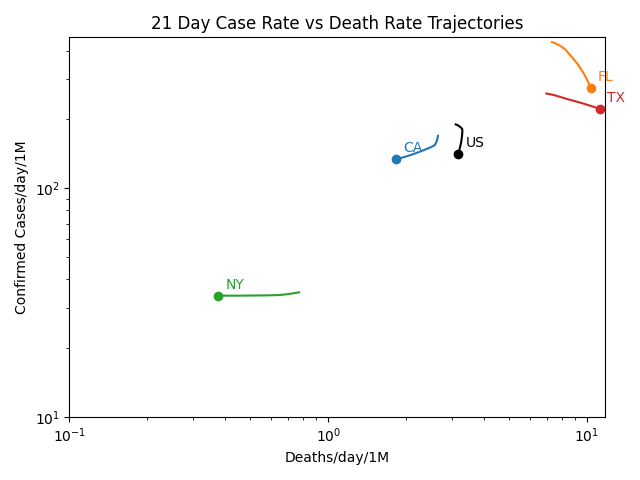 21 Day Case Rate vs Death Rate Trajectories
FL
TX
US
CA
NY
Confirmed Cases/day/1M
10²
10¹
10⁻¹
10⁰
10¹
Deaths/day/1M